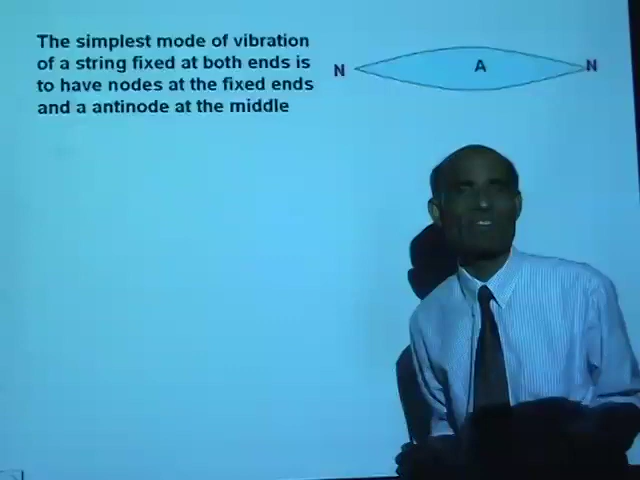 The simplest mode of vibration
of a string fixed at both ends is
to have nodes at the fixed ends
and a antinode at the middle
N A N